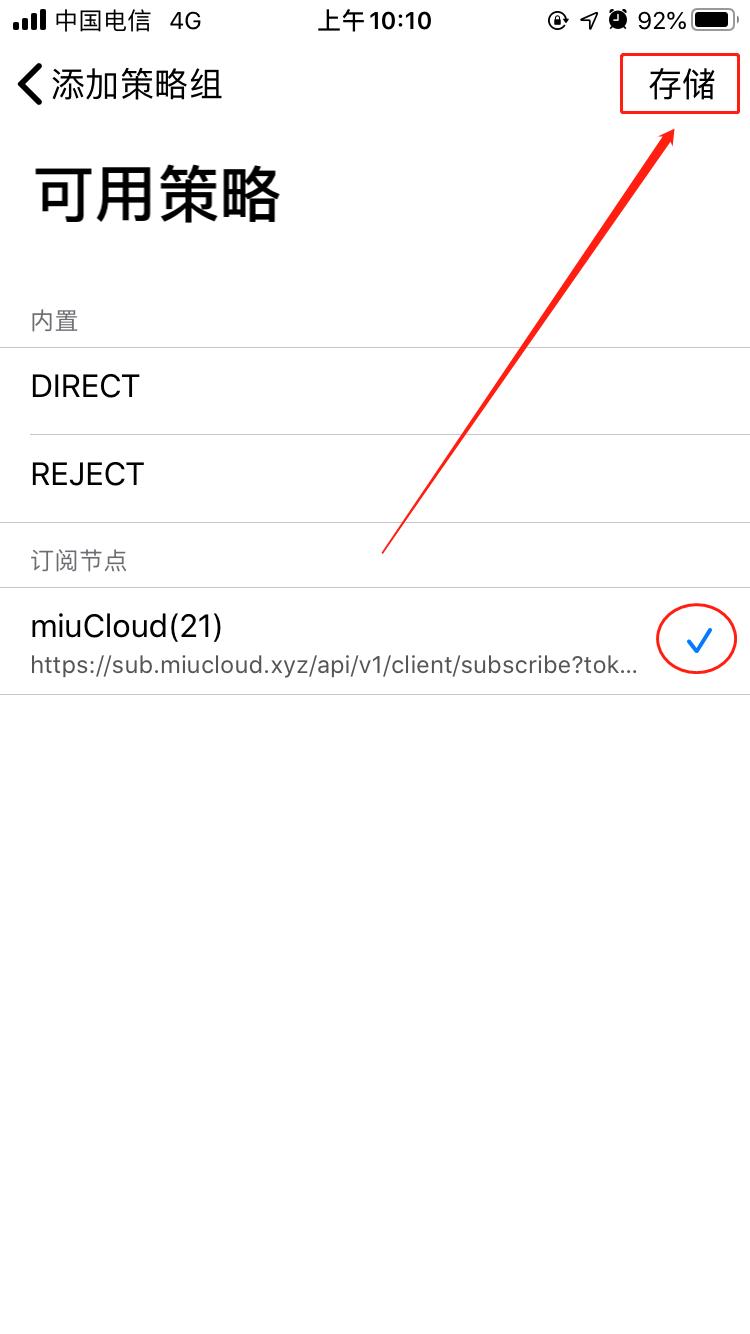 中国电信 4G 上午10:10 92%
添加策略组 存储
可用策略
内置
DIRECT
REJECT
订阅节点
miuCloud(21)
https://sub.miucloud.xyz/api/v1/client/subscribe?tok...